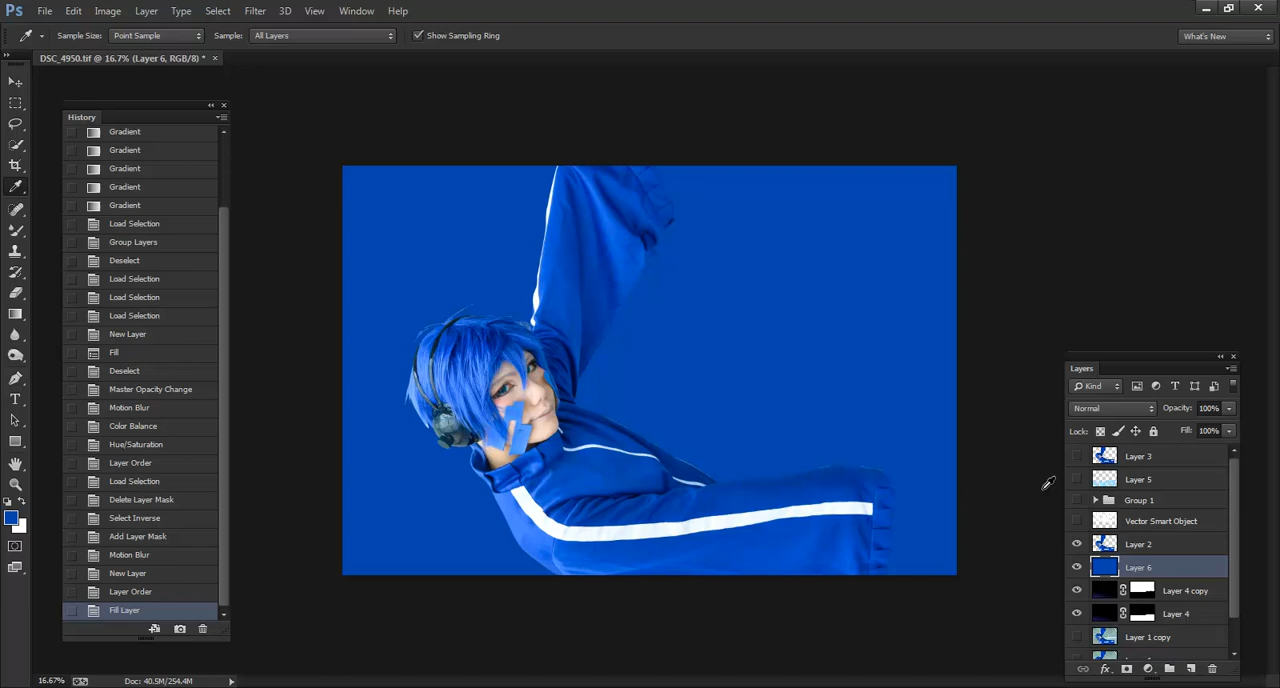 Ps File Edit Image Layer Type Select Filter 3D View Window Help
Sample Size: Point Sample Sample: All Layers Show Sampling Ring What's New
DSC_4950.tif @ 16.7% (Layer 6, RGB/8) *
History
Gradient
Gradient
Gradient
Gradient
Gradient
Load Selection
Group Layers
Deselect
Load Selection
Load Selection
Load Selection
New Layer
Fill
Deselect
Master Opacity Change
Motion Blur
Color Balance
Hue/Saturation
Layer Order
Load Selection
Delete Layer Mask
Select Inverse
Add Layer Mask
Motion Blur
New Layer
Layer Order
Fill Layer
Layers
Kind
Normal Opacity: 100%
Lock: Fill: 100%
Layer 3
Layer 5
Group 1
Vector Smart Object
Layer 2
Layer 6
Layer 4 copy
Layer 4
Layer 1 copy
fx
16.67% Doc: 40.5M/254.4M